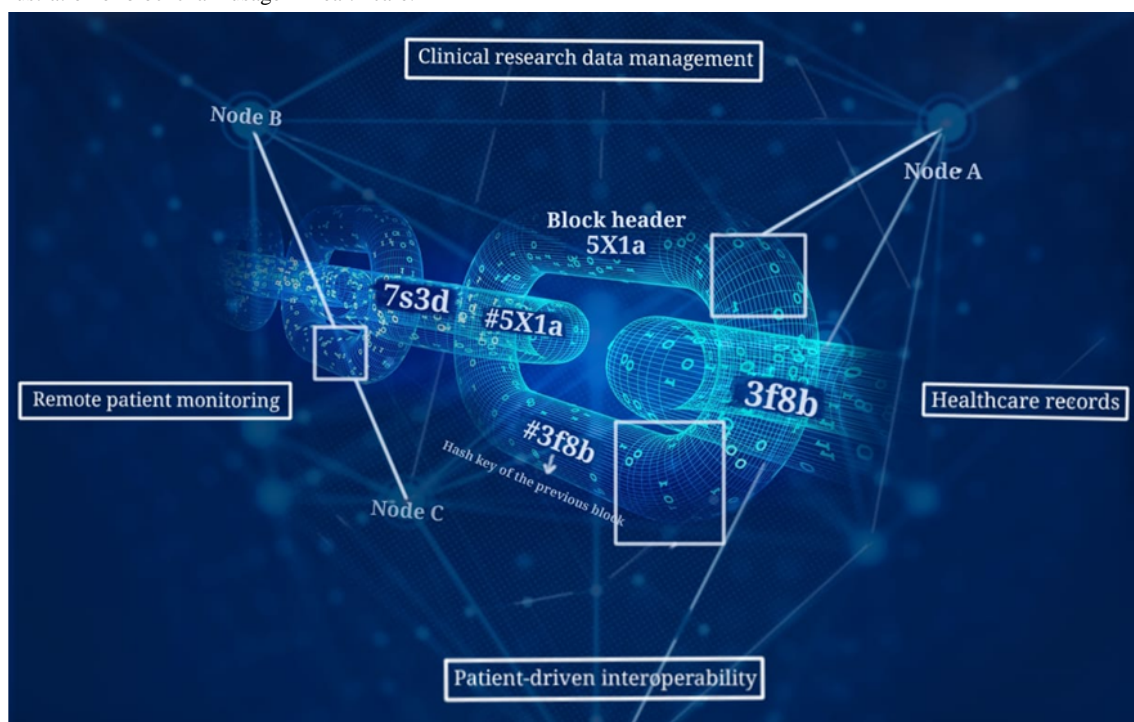 Clinical research data management
Node B
Node A
Block header
5X1a
7s3d
#5X1a
3f8b
Remote patient monitoring
Healthcare records
#3f8b
Hash key of the previous block
Node C
Patient-driven interoperability